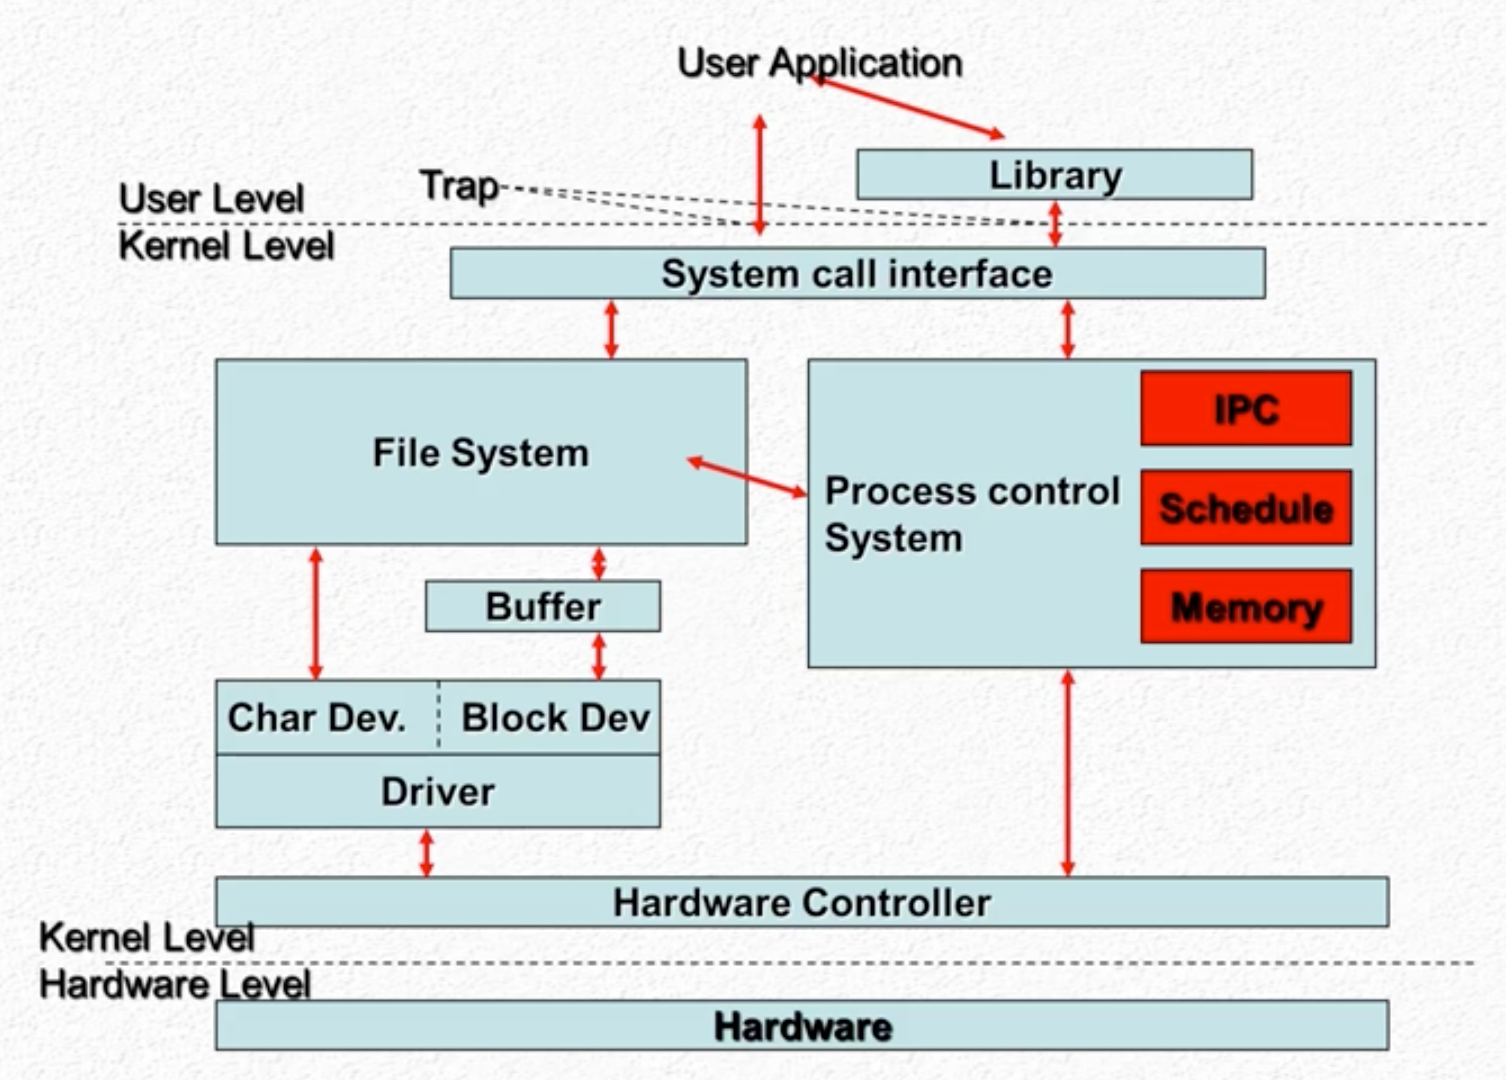 User Application
Library
Trap
User Level
Kernel Level
System call interface
File System
Process control
System
IPC
Schedule
Memory
Buffer
Char Dev.
Block Dev
Driver
Hardware Controller
Kernel Level
Hardware Level
Hardware